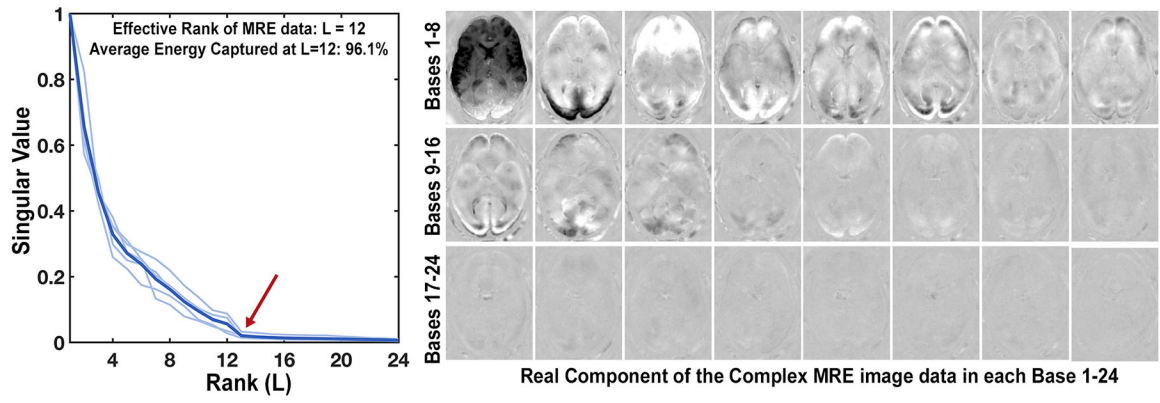 Effective Rank of MRE data: L = 12
Average Energy Captured at L=12: 96.1%
Singular Value
1
0.8
0.6
0.4
0.2
0
4
8
12
16
20
24
Rank (L)
Bases 1-8
Bases 9-16
Bases 17-24
Real Component of the Complex MRE image data in each Base 1-24